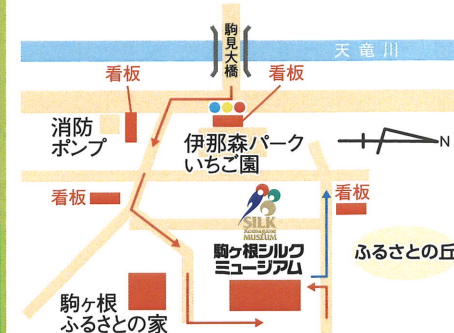 駒見大橋
天竜川
看板
看板
消防
ポンプ
伊那森パーク
いちご園
N
看板
看板
SILK
Komagane
MUSEUM
駒ヶ根シルク
ミュージアム
ふるさとの丘
駒ヶ根
ふるさとの家